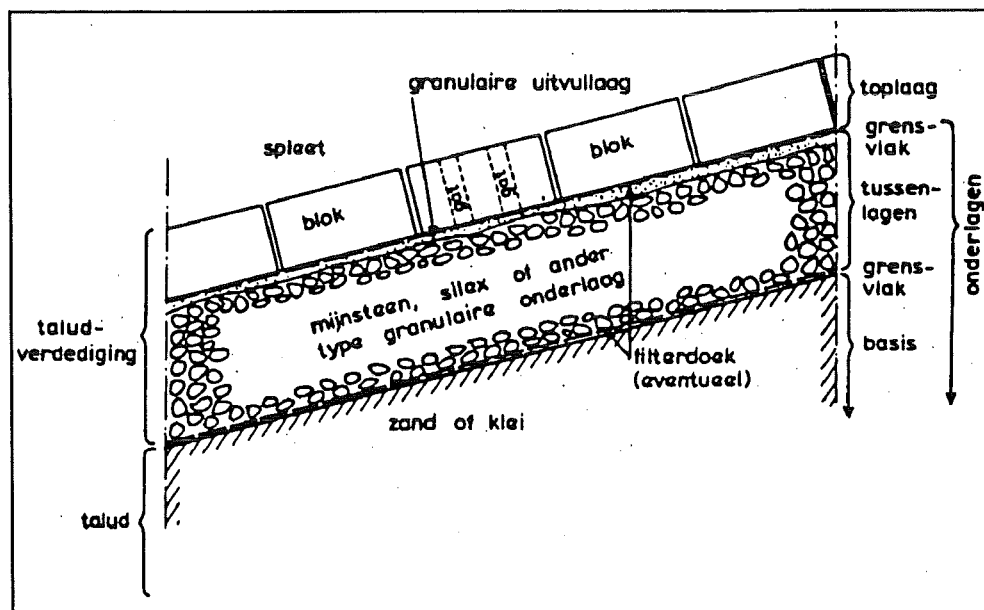 granulaire uitvullaag
toplaag
grens-
vlak
spleet
blok
tussen-
lagen
onderlagen
blok
grens-
vlak
mijnsteen, silex of ander
type granulaire onderlaag
talud-
verdediging
filterdoek
(eventueel)
basis
zand of klei
talud